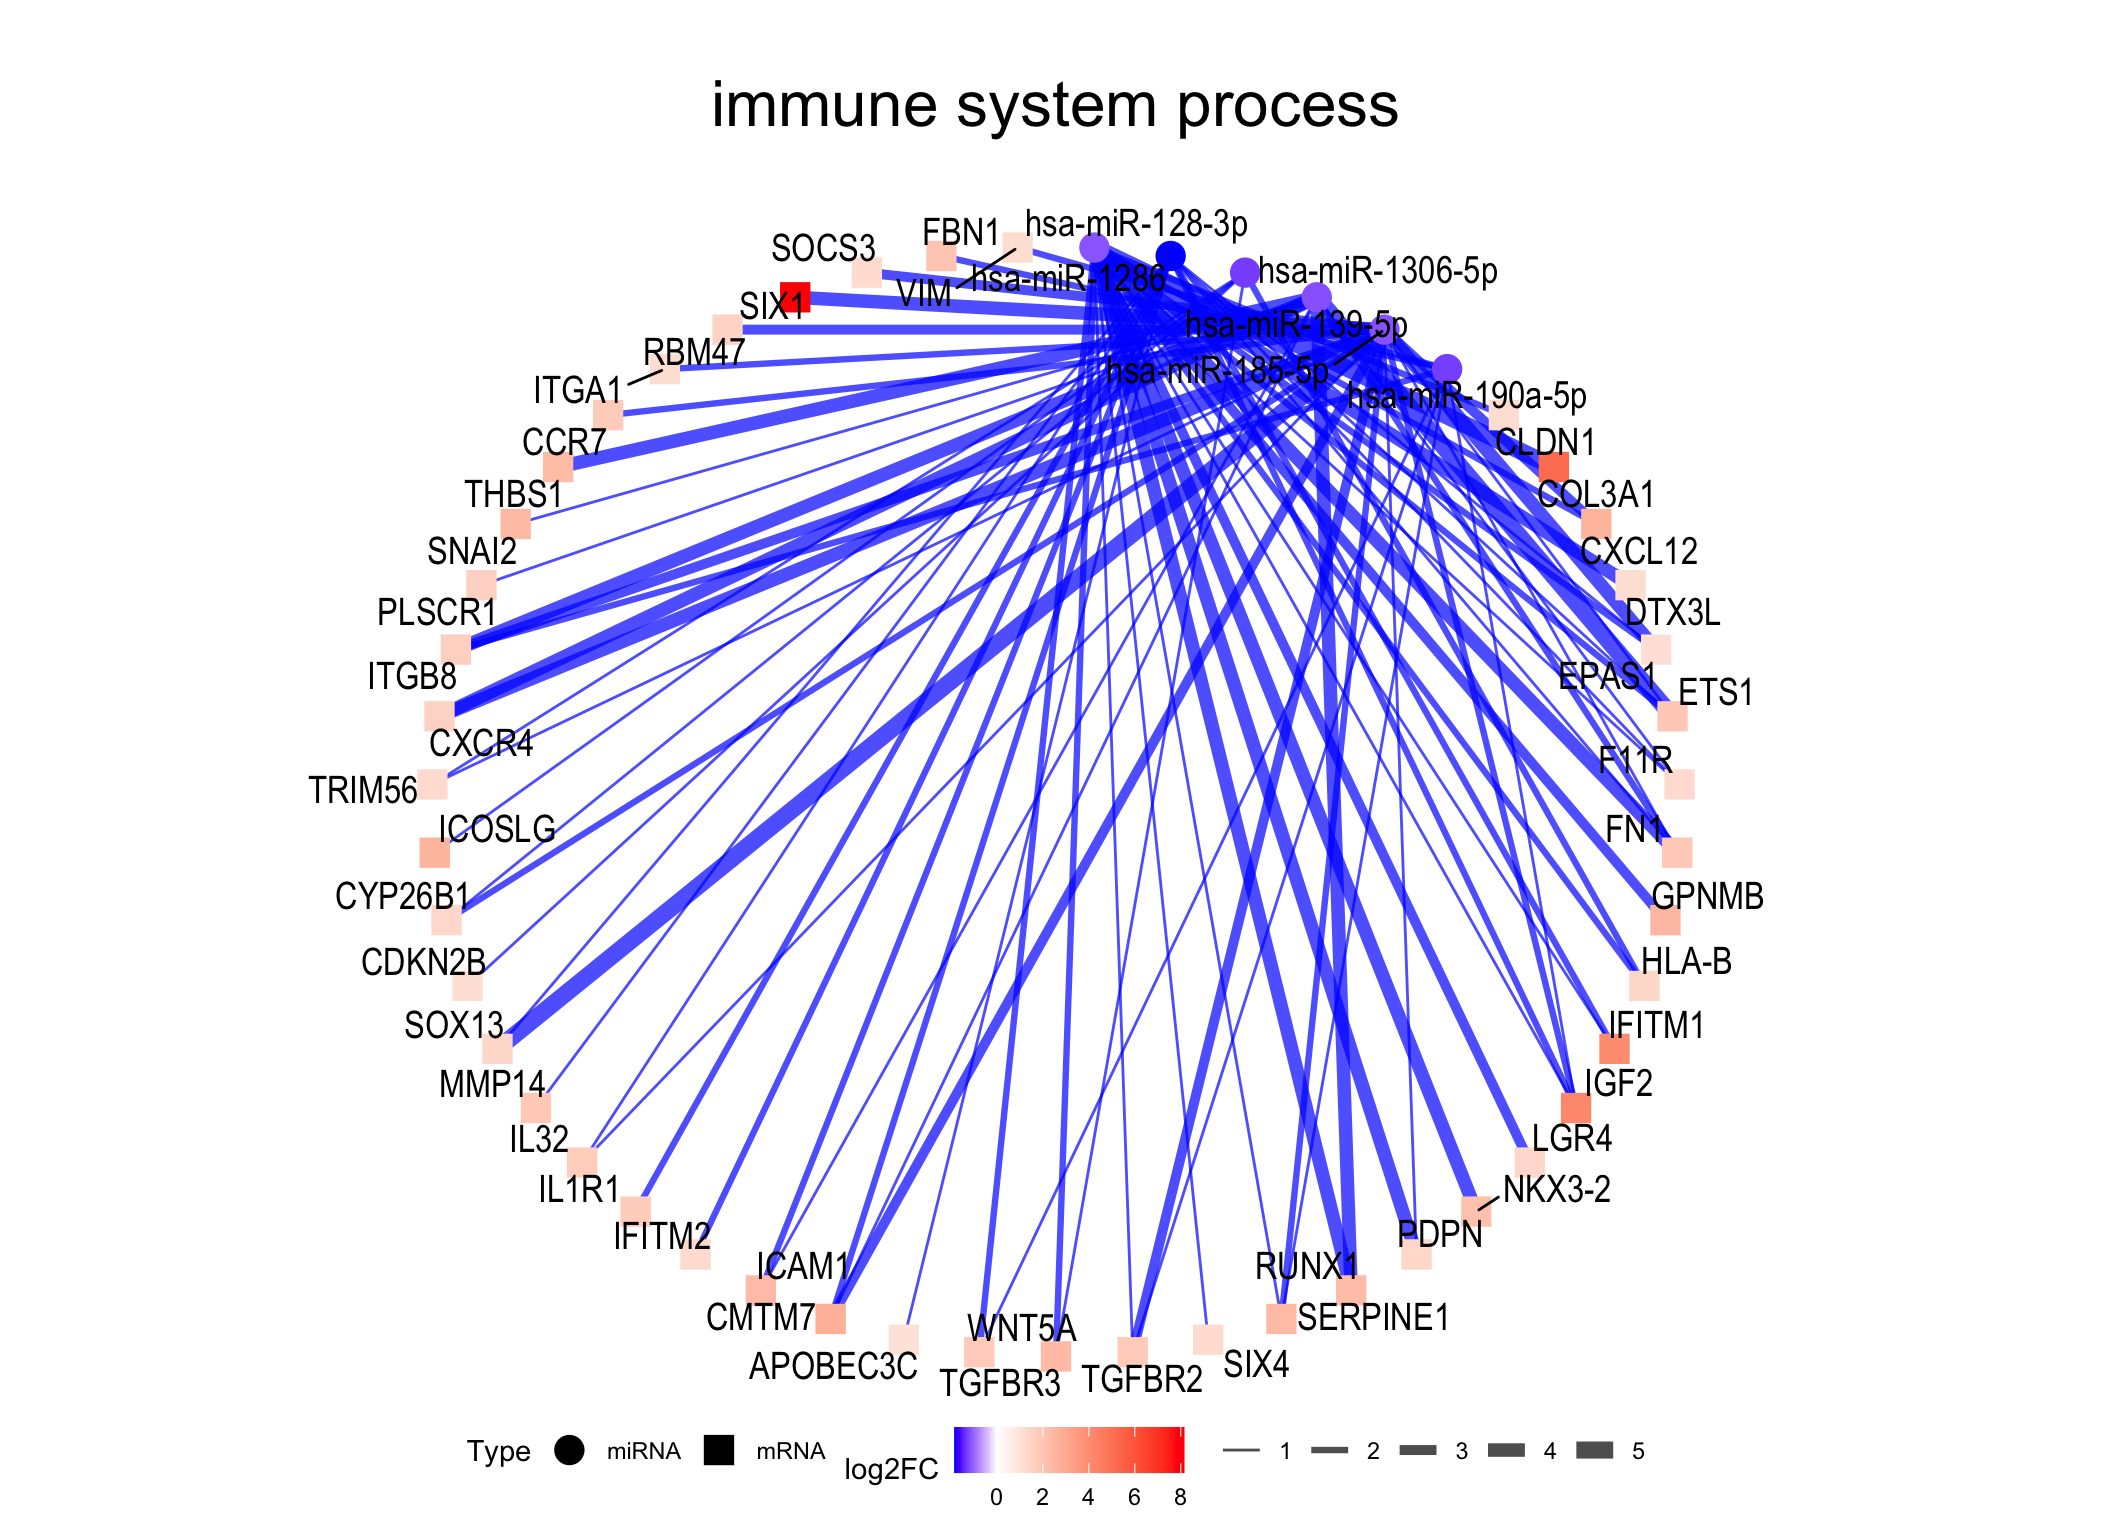 immune system process
hsa-miR-128-3p
FBN1
SOCS3
hsa-miR-1306-5p
hsa-miR-1286
VIM
SIX1
hsa-miR-139-5p
RBM47
hsa-miR-185-5p
ITGA1
hsa-miR-190a-5p
CCR7
CLDN1
THBS1
COL3A1
SNAI2
CXCL12
PLSCR1
DTX3L
ITGB8
EPAS1
ETS1
CXCR4
F11R
TRIM56
ICOSLG
FN1
CYP26B1
GPNMB
CDKN2B
HLA-B
SOX13
IFITM1
MMP14
IGF2
IL32
LGR4
IL1R1
NKX3-2
IFITM2
PDPN
ICAM1
RUNX1
CMTM7
SERPINE1
WNT5A
APOBEC3C
SIX4
TGFBR3
TGFBR2
Type miRNA mRNA
log2FC
0 2 4 6 8
1 2 3 4 5